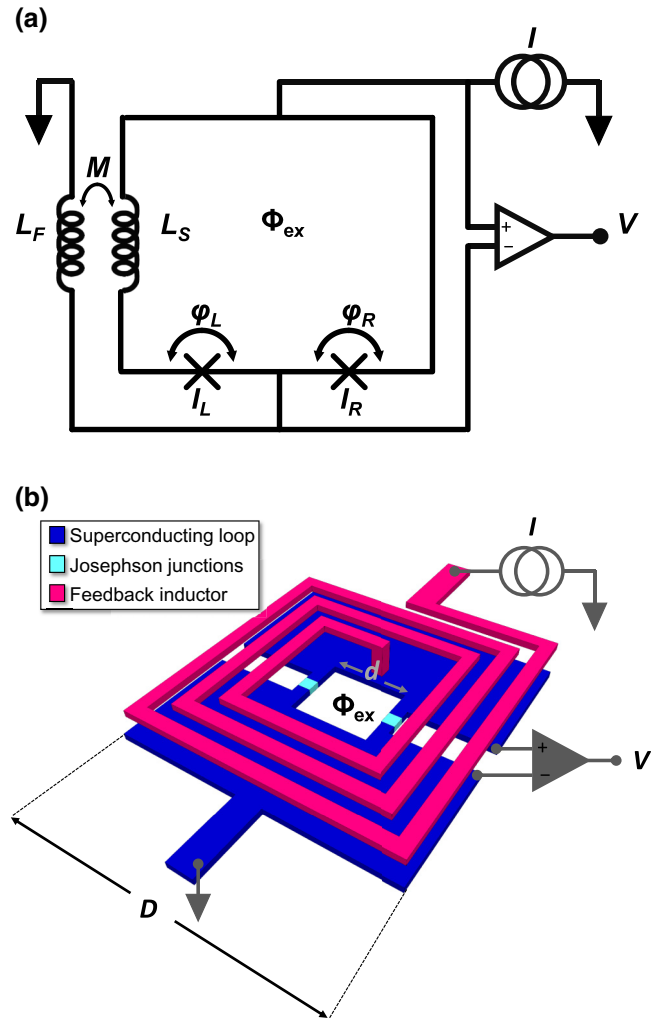 (a)
I
M
L_F
L_S
Φ_ex
+
−
V
φ_L
φ_R
I_L
I_R
(b)
Superconducting loop
Josephson junctions
Feedback inductor
I
d
Φ_ex
+
−
V
D